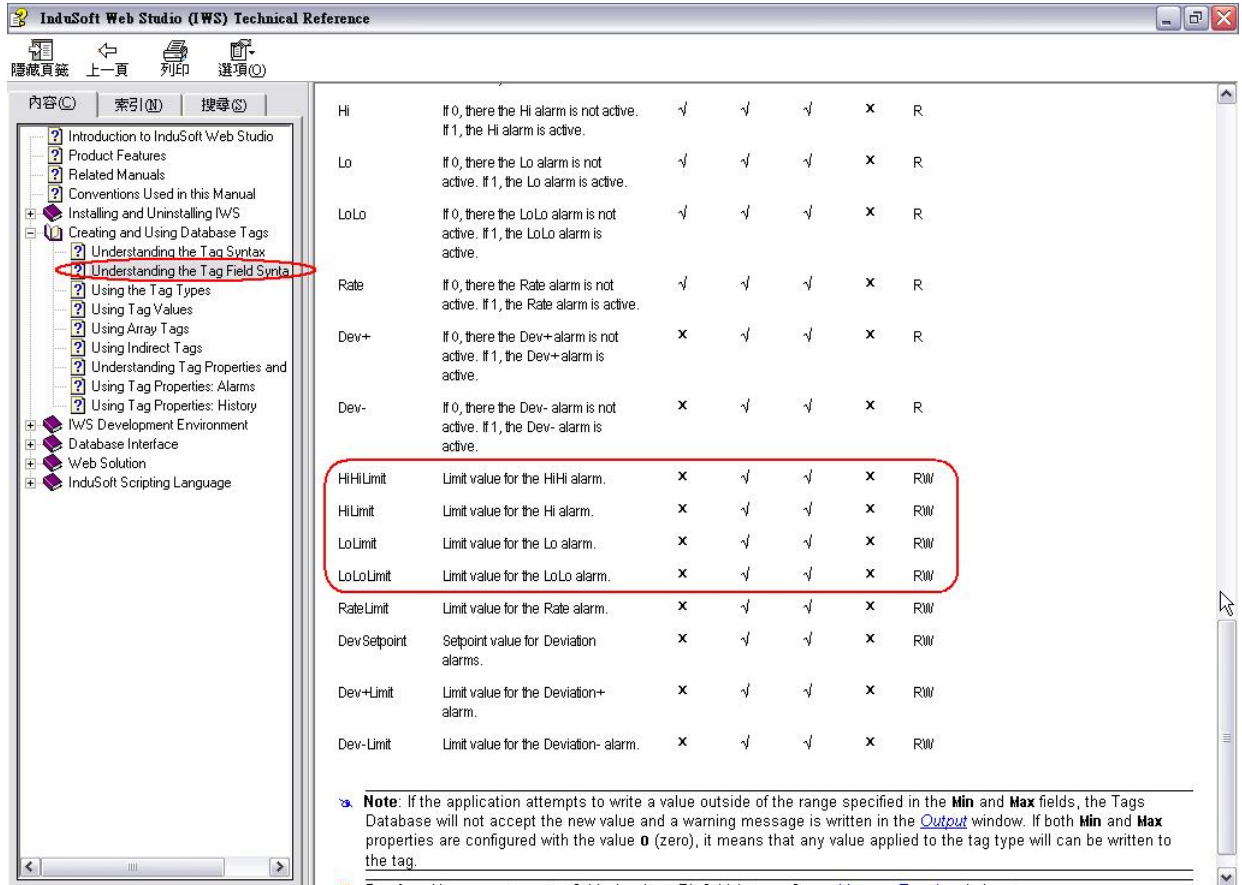 InduSoft Web Studio (IWS) Technical Reference
隱藏頁籤 上一頁 列印 選項(O)
內容(C) 索引(N) 搜尋(S)
Introduction to InduSoft Web Studio
Product Features
Related Manuals
Conventions Used in this Manual
Installing and Uninstalling IWS
Creating and Using Database Tags
Understanding the Tag Syntax
Understanding the Tag Field Synta
Using the Tag Types
Using Tag Values
Using Array Tags
Using Indirect Tags
Understanding Tag Properties and
Using Tag Properties: Alarms
Using Tag Properties: History
IWS Development Environment
Database Interface
Web Solution
InduSoft Scripting Language
Hi If 0, there the Hi alarm is not active. √ √ √ x R
If 1, the Hi alarm is active.
Lo If 0, there the Lo alarm is not √ √ √ x R
active. If 1, the Lo alarm is active.
LoLo If 0, there the LoLo alarm is not √ √ √ x R
active. If 1, the LoLo alarm is
active.
Rate If 0, there the Rate alarm is not √ √ √ x R
active. If 1, the Rate alarm is active.
Dev+ If 0, there the Dev+ alarm is not x √ √ x R
active. If 1, the Dev+ alarm is
active.
Dev- If 0, there the Dev- alarm is not x √ √ x R
active. If 1, the Dev- alarm is
active.
HiHiLimit Limit value for the HiHi alarm. x √ √ x RW
HiLimit Limit value for the Hi alarm. x √ √ x RW
LoLimit Limit value for the Lo alarm. x √ √ x RW
LoLoLimit Limit value for the LoLo alarm. x √ √ x RW
RateLimit Limit value for the Rate alarm. x √ √ x RW
DevSetpoint Setpoint value for Deviation x √ √ x RW
alarms.
Dev+Limit Limit value for the Deviation+ x √ √ x RW
alarm.
Dev-Limit Limit value for the Deviation- alarm. x √ √ x RW
Note: If the application attempts to write a value outside of the range specified in the Min and Max fields, the Tags
Database will not accept the new value and a warning message is written in the Output window. If both Min and Max
properties are configured with the value 0 (zero), it means that any value applied to the tag type will can be written to
the tag.